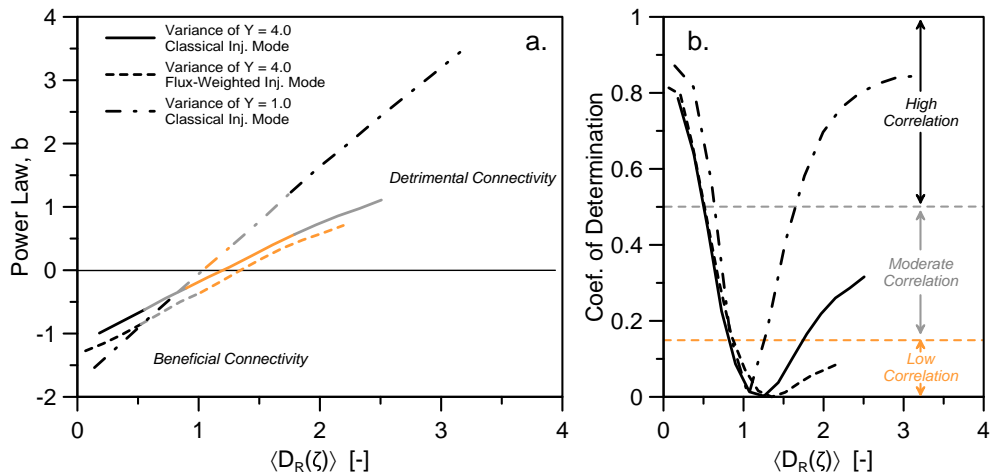 a.
Variance of Y = 4.0
Classical Inj. Mode
Variance of Y = 4.0
Flux-Weighted Inj. Mode
Variance of Y = 1.0
Classical Inj. Mode
Detrimental Connectivity
Beneficial Connectivity
Power Law, b
4
3
2
1
0
-1
-2
0
1
2
3
4
⟨D_R(ζ)⟩ [-]
b.
High
Correlation
Moderate
Correlation
Low
Correlation
Coef. of Determination
1
0.8
0.6
0.4
0.2
0
0
1
2
3
4
⟨D_R(ζ)⟩ [-]